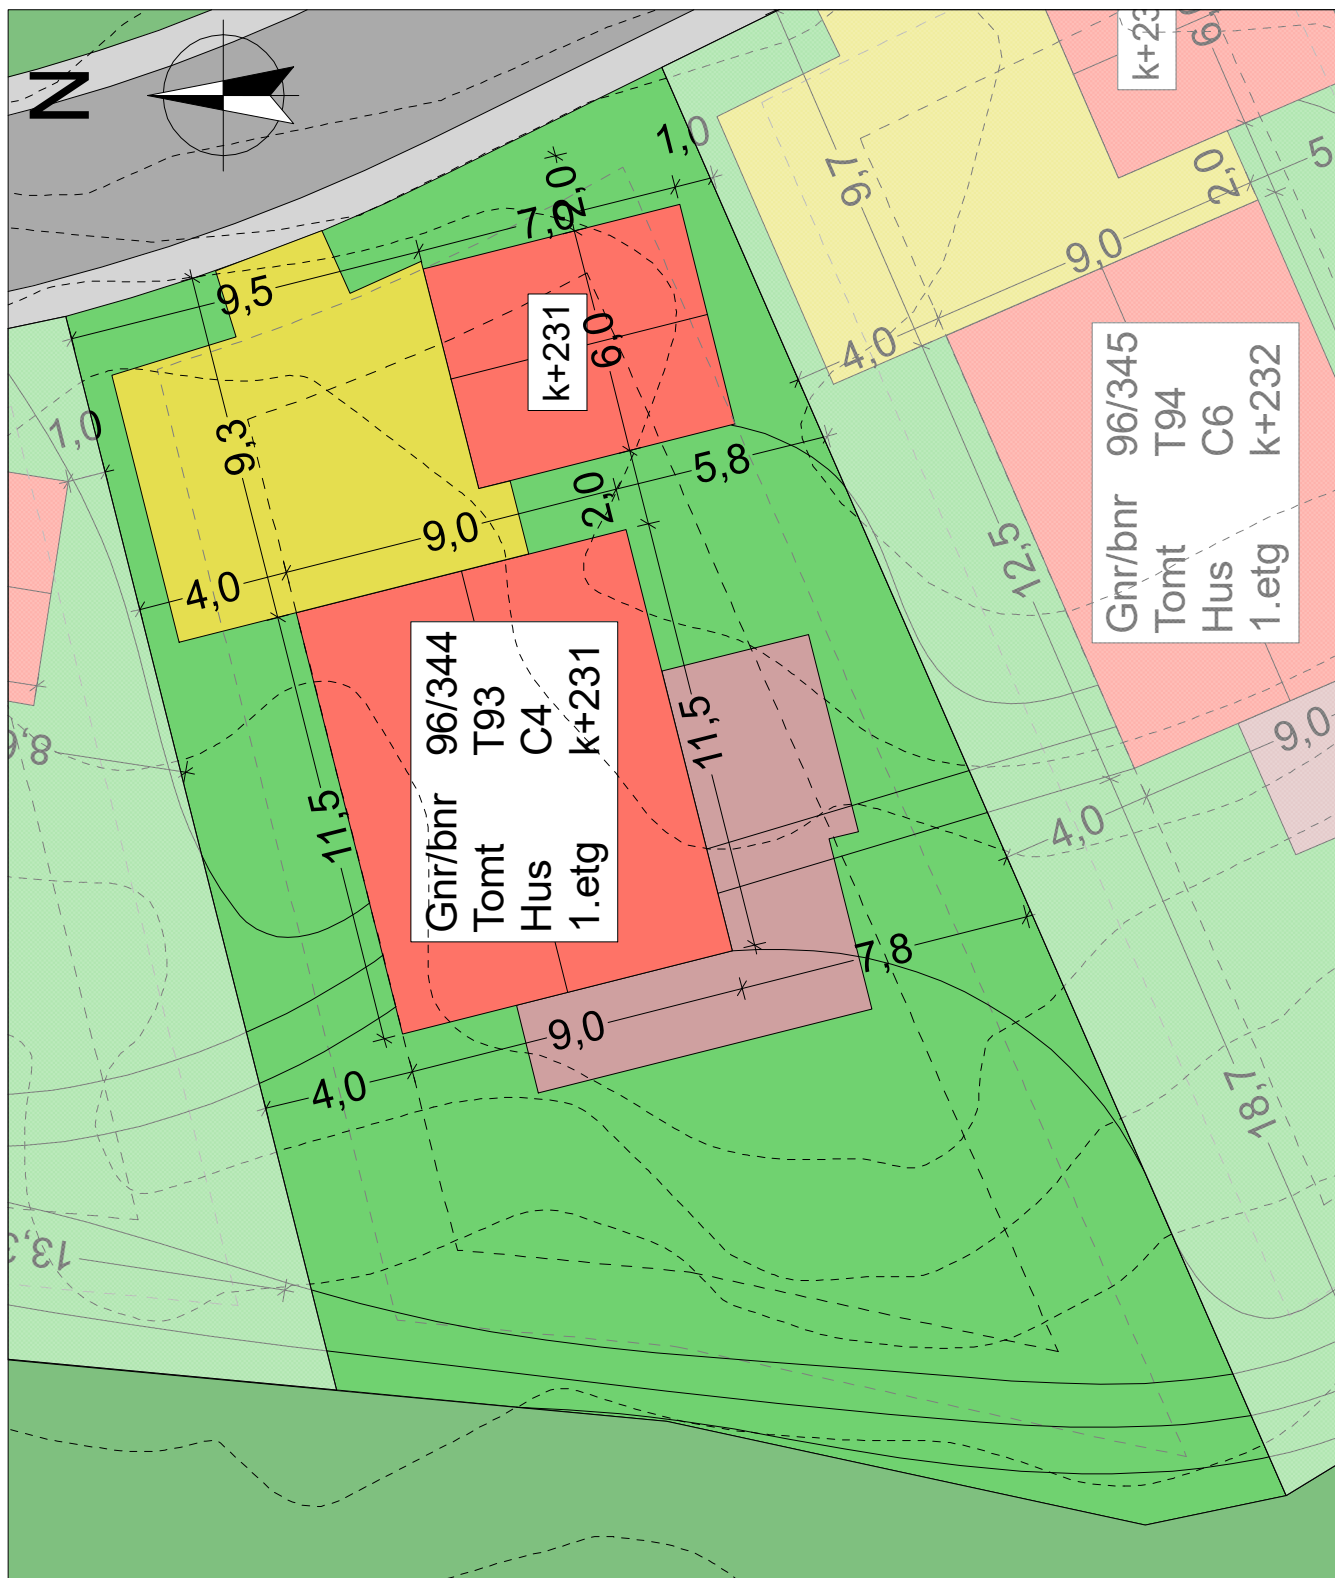 N
1,0
2,0
7,0
9,5
k+231
6,0
9,3
1,0
5,8
2,0
9,0
4,0
Gnr/bnr 96/344
Tomt T93
Hus C4
1.etg k+231
11,5
11,5
7,8
9,0
4,0
9,7
2,0
9,0
4,0
Gnr/bnr 96/345
Tomt T94
Hus C6
1.etg k+232
12,5
9,0
4,0
18,7